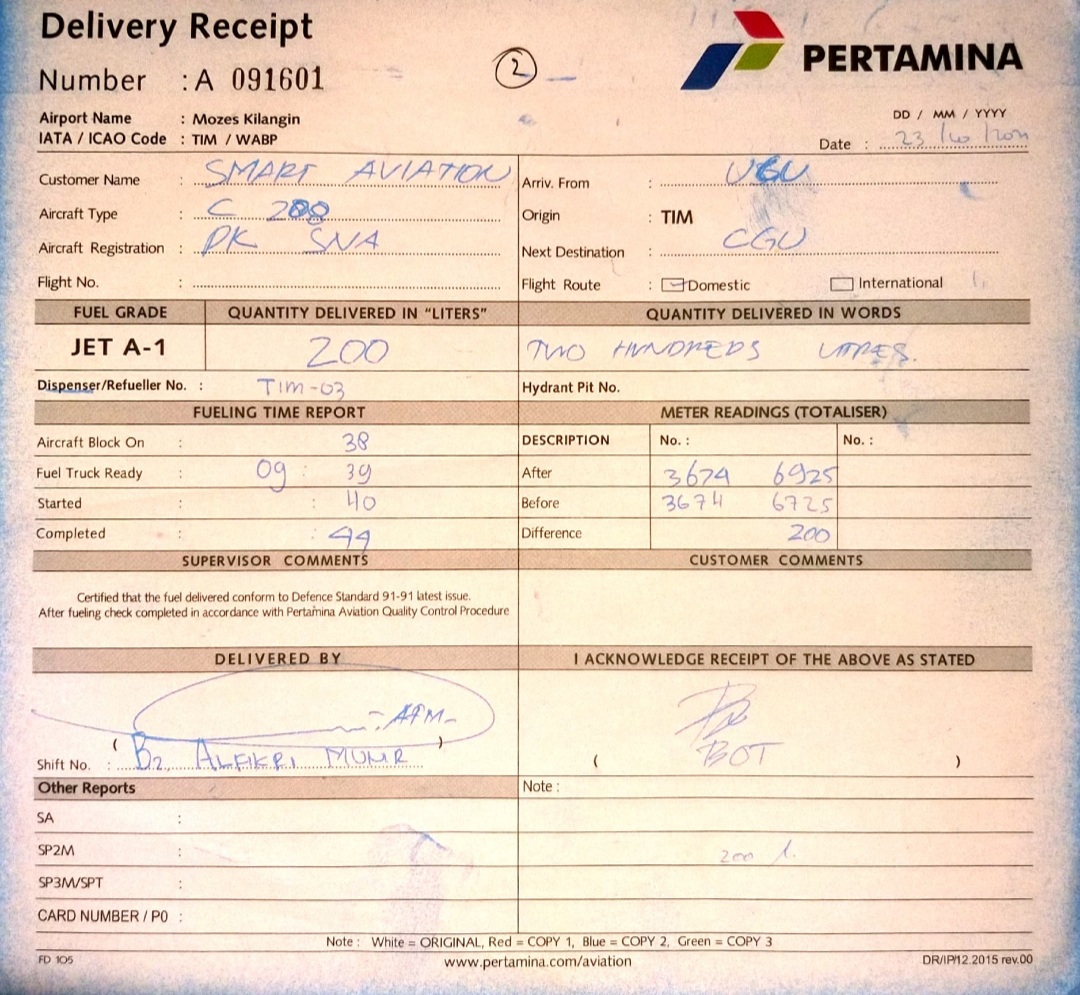 Delivery Receipt
Number : A 091601
2
PERTAMINA
Airport Name : Mozes Kilangin
IATA / ICAO Code : TIM / WABP
DD / MM / YYYY
Date : 23 /10 /
Customer Name : SMART AVIATION
Arriv. From : UGU
Aircraft Type : C 208
Origin : TIM
Aircraft Registration : PK SNA
Next Destination : CGU
Flight No. :
Flight Route : Domestic International
FUEL GRADE QUANTITY DELIVERED IN "LITERS" QUANTITY DELIVERED IN WORDS
JET A-1 200 TWO HUNDREDS LITRES.
Dispenser/Refueller No. : TIM-03 Hydrant Pit No.
FUELING TIME REPORT METER READINGS (TOTALISER)
Aircraft Block On : 38 DESCRIPTION No. : No. :
Fuel Truck Ready : 09 : 39 After 3674 6925
Started : : 40 Before 3674 6725
Completed : : 44 Difference 200
SUPERVISOR COMMENTS CUSTOMER COMMENTS
Certified that the fuel delivered conform to Defence Standard 91-91 latest issue.
After fueling check completed in accordance with Pertamina Aviation Quality Control Procedure
DELIVERED BY I ACKNOWLEDGE RECEIPT OF THE ABOVE AS STATED
Shift No. : ( B2 ALFIKRI ) ( BOT )
Other Reports Note :
SA :
SP2M : 200 l.
SP3M/SPT :
CARD NUMBER / P0 :
Note : White = ORIGINAL, Red = COPY 1, Blue = COPY 2, Green = COPY 3
FD 105 www.pertamina.com/aviation DR/IP/12.2015 rev.00